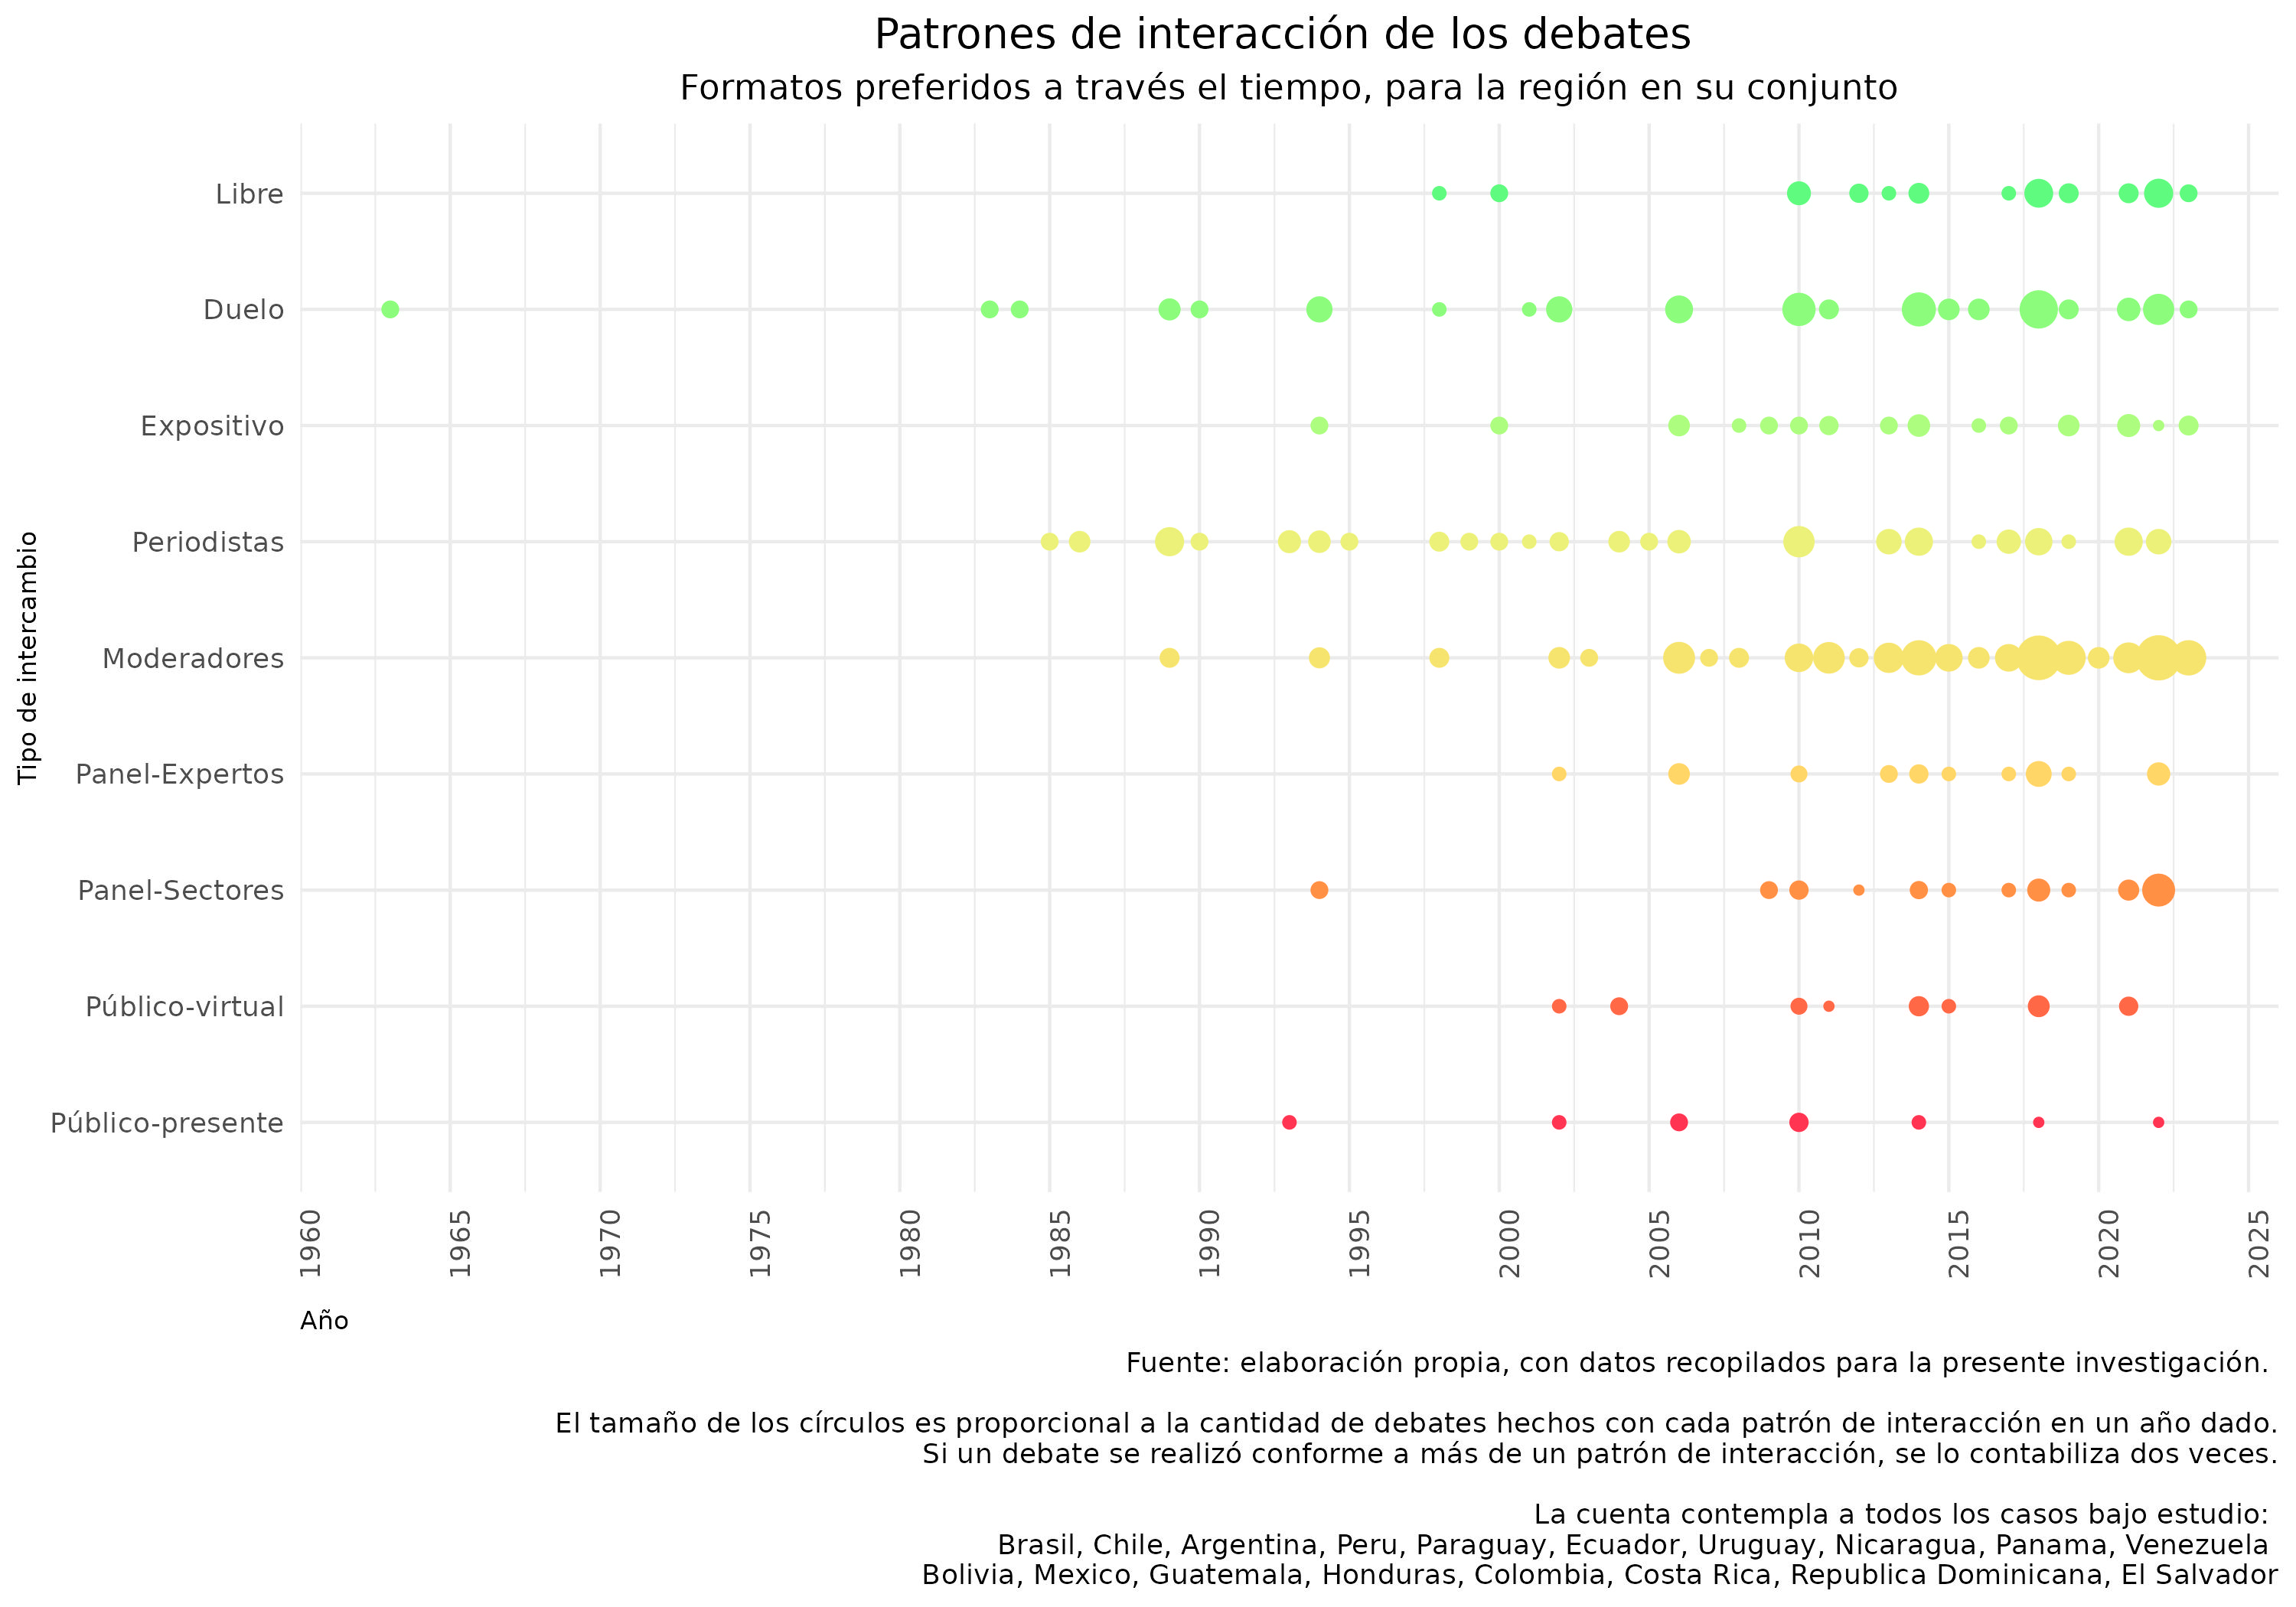 Patrones de interacción de los debates
Formatos preferidos a través el tiempo, para la región en su conjunto
Tipo de intercambio
Libre
Duelo
Expositivo
Periodistas
Moderadores
Panel-Expertos
Panel-Sectores
Público-virtual
Público-presente
1960
1965
1970
1975
1980
1985
1990
1995
2000
2005
2010
2015
2020
2025
Año
Fuente: elaboración propia, con datos recopilados para la presente investigación.
El tamaño de los círculos es proporcional a la cantidad de debates hechos con cada patrón de interacción en un año dado.
Si un debate se realizó conforme a más de un patrón de interacción, se lo contabiliza dos veces.
La cuenta contempla a todos los casos bajo estudio:
Brasil, Chile, Argentina, Peru, Paraguay, Ecuador, Uruguay, Nicaragua, Panama, Venezuela
Bolivia, Mexico, Guatemala, Honduras, Colombia, Costa Rica, Republica Dominicana, El Salvador